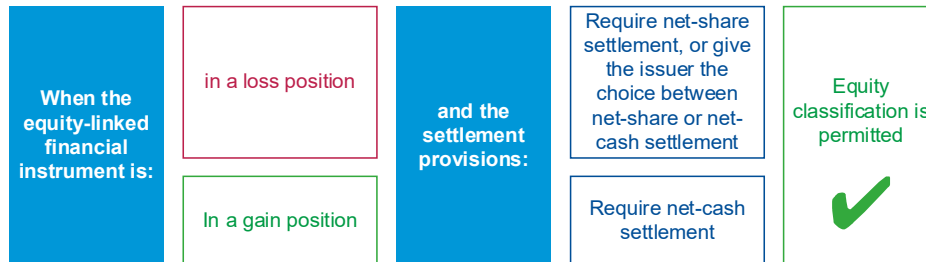 When the
equity-linked
financial
instrument is:
in a loss position
In a gain position
and the
settlement
provisions:
Require net-share
settlement, or give
the issuer the
choice between
net-share or net-
cash settlement
Require net-cash
settlement
Equity
classification is
permitted